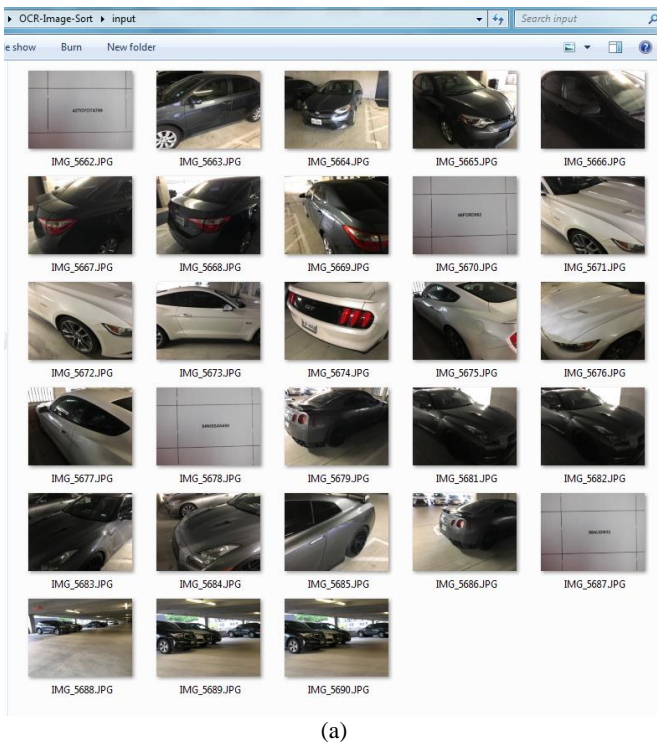 OCR-Image-Sort ▸ input
Search input
e show Burn New folder
IMG_5662.JPG IMG_5663.JPG IMG_5664.JPG IMG_5665.JPG IMG_5666.JPG
IMG_5667.JPG IMG_5668.JPG IMG_5669.JPG IMG_5670.JPG IMG_5671.JPG
GT
IMG_5672.JPG IMG_5673.JPG IMG_5674.JPG IMG_5675.JPG IMG_5676.JPG
IMG_5677.JPG IMG_5678.JPG IMG_5679.JPG IMG_5681.JPG IMG_5682.JPG
IMG_5683.JPG IMG_5684.JPG IMG_5685.JPG IMG_5686.JPG IMG_5687.JPG
IMG_5688.JPG IMG_5689.JPG IMG_5690.JPG
(a)